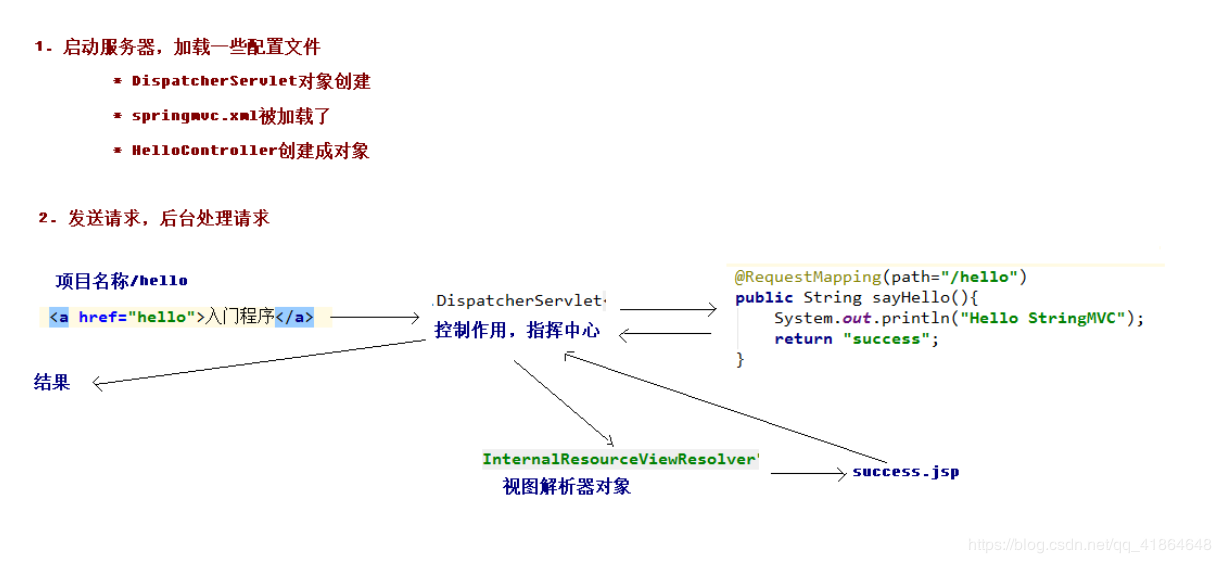 1. 启动服务器，加载一些配置文件
* DispatcherServlet对象创建
* springmvc.xml被加载了
* HelloController创建成对象
2. 发送请求，后台处理请求
项目名称/hello
<a href="hello">入门程序</a>
.DispatcherServlet
控制作用，指挥中心
@RequestMapping(path="/hello")
public String sayHello(){
System.out.println("Hello StringMVC");
return "success";
}
结果
InternalResourceViewResolver"
视图解析器对象
success.jsp
https://blog.csdn.net/qq_41864648